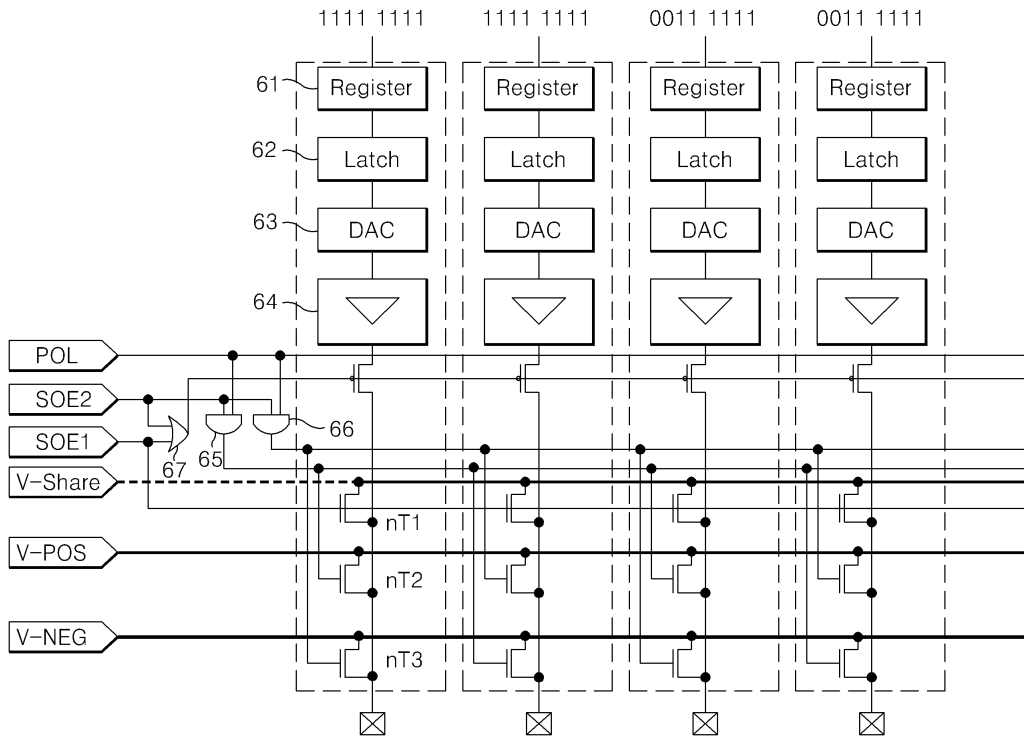 1111 1111 1111 1111 0011 1111 0011 1111
61 Register Register Register Register
62 Latch Latch Latch Latch
63 DAC DAC DAC DAC
64
POL
SOE2
SOE1
67 65 66
V-Share
nT1
V-POS
nT2
V-NEG
nT3